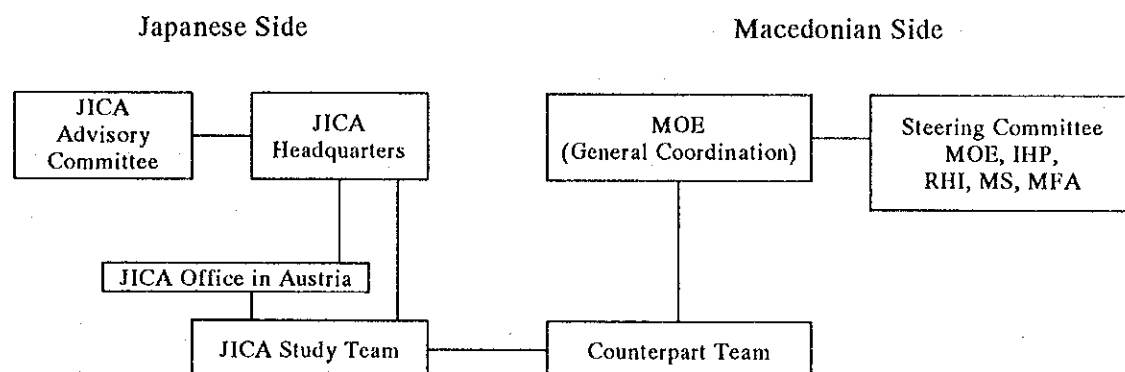 Japanese Side
Macedonian Side
JICA
Advisory
Committee
JICA
Headquarters
MOE
(General Coordination)
Steering Committee
MOE, IHP,
RHI, MS, MFA
JICA Office in Austria
JICA Study Team
Counterpart Team